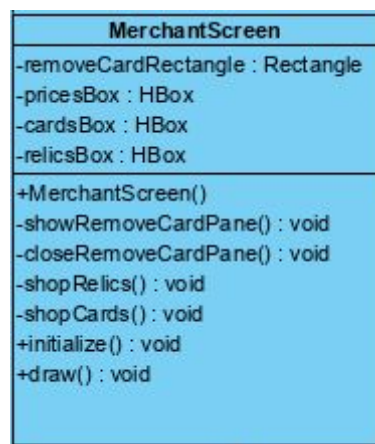 MerchantScreen
-removeCardRectangle : Rectangle
-pricesBox : HBox
-cardsBox : HBox
-relicsBox : HBox
+MerchantScreen()
-showRemoveCardPane() : void
-closeRemoveCardPane() : void
-shopRelics() : void
-shopCards() : void
+initialize() : void
+draw() : void